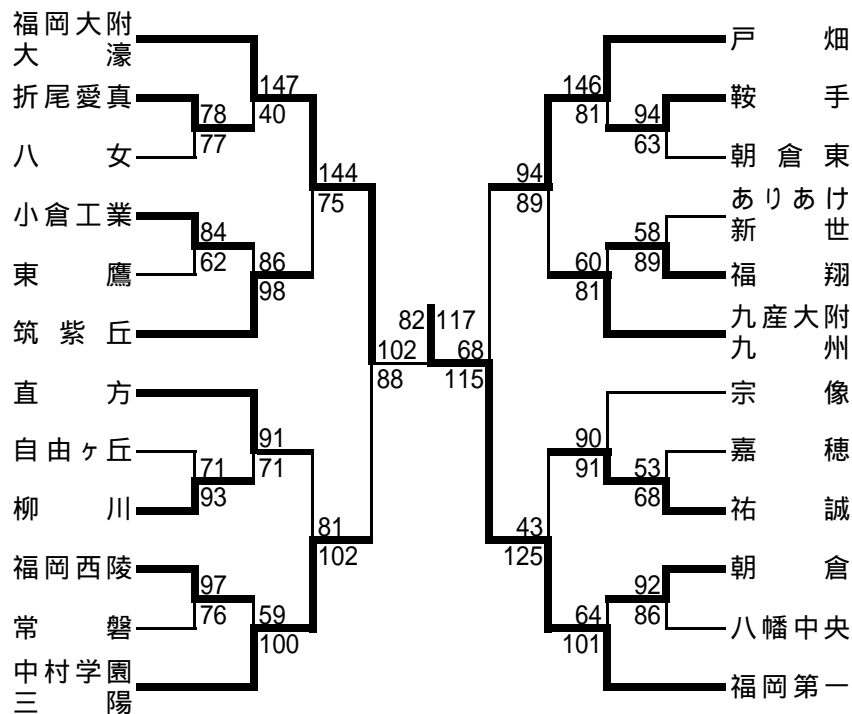 福岡大附
大濠
折尾愛真
八女
小倉工業
東鷹
筑紫丘
直方
自由ヶ丘
柳川
福岡西陵
常磐
中村学園
三陽
147
40
78
77
144
75
84
62
86
98
102
88
91
71
71
93
81
102
97
76
59
100
82 117
146
81
94
63
94
89
58
89
60
81
68
115
90
91
53
68
43
125
92
86
64
101
戸畑
鞍手
朝倉東
ありあけ
新世
福翔
九産大附
九州
宗像
嘉穂
祐誠
朝倉
八幡中央
福岡第一